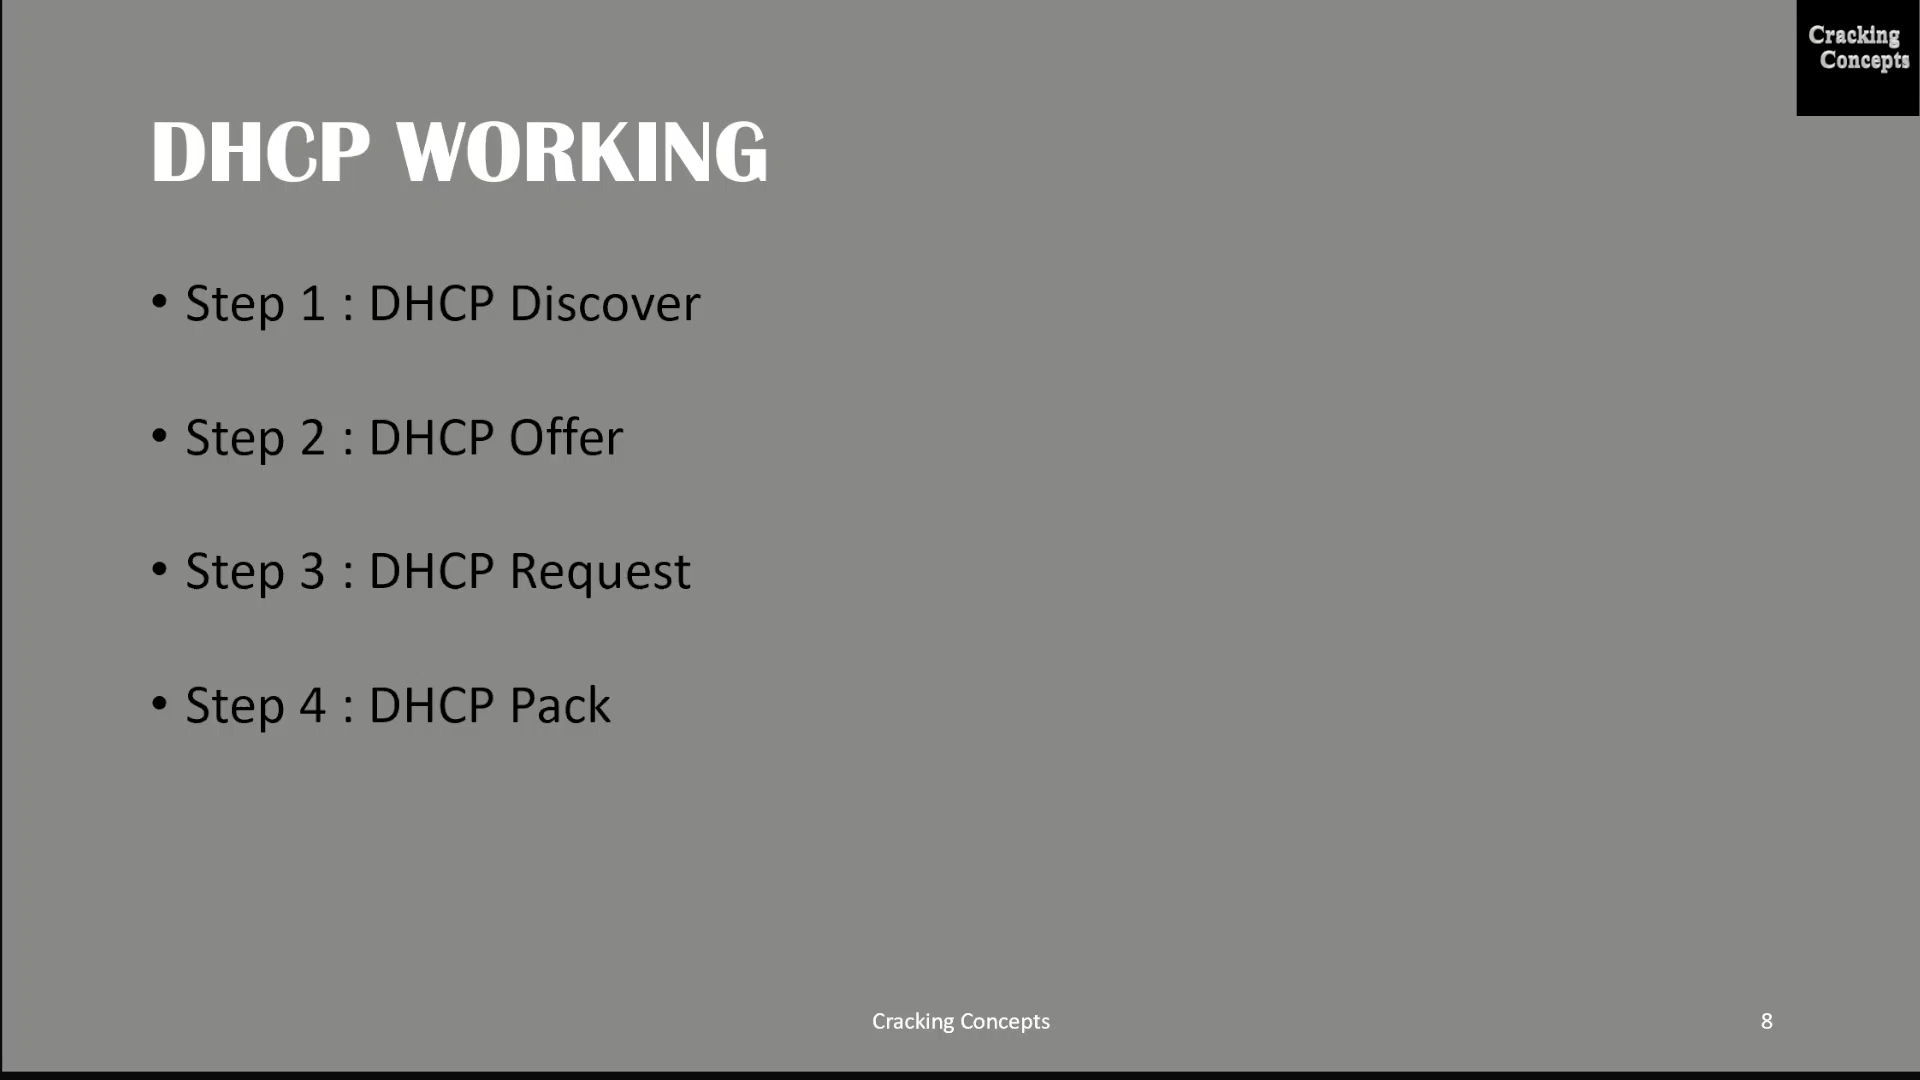 Cracking
Concepts
DHCP WORKING
• Step 1 : DHCP Discover
• Step 2 : DHCP Offer
• Step 3 : DHCP Request
• Step 4 : DHCP Pack
Cracking Concepts
8